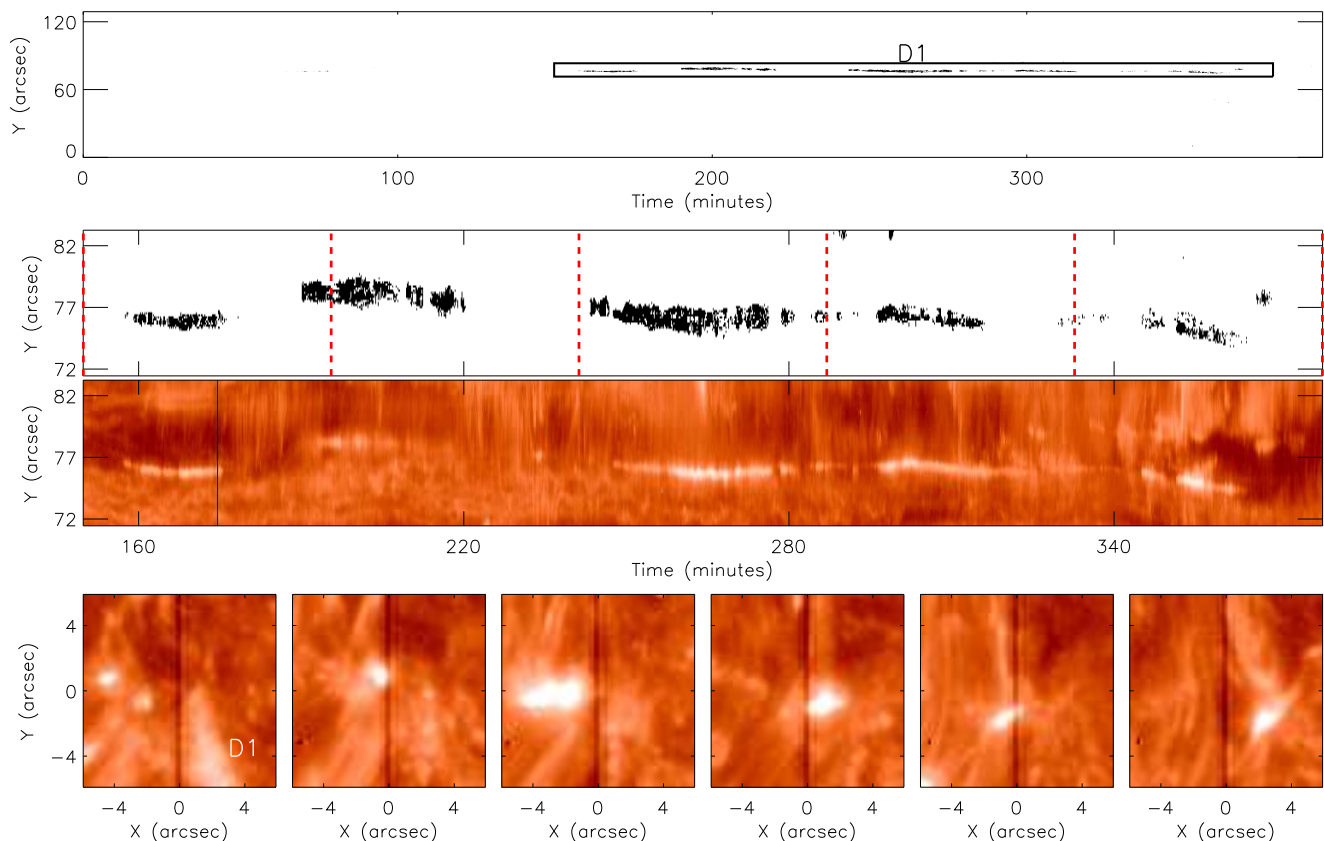 Y (arcsec)
120
60
0
D1
0 100 200 300
Time (minutes)
Y (arcsec)
82
77
72
Y (arcsec)
82
77
72
160 220 280 340
Time (minutes)
Y (arcsec)
4
0
−4
D1
−4 0 4 −4 0 4 −4 0 4 −4 0 4 −4 0 4 −4 0 4
X (arcsec) X (arcsec) X (arcsec) X (arcsec) X (arcsec) X (arcsec)